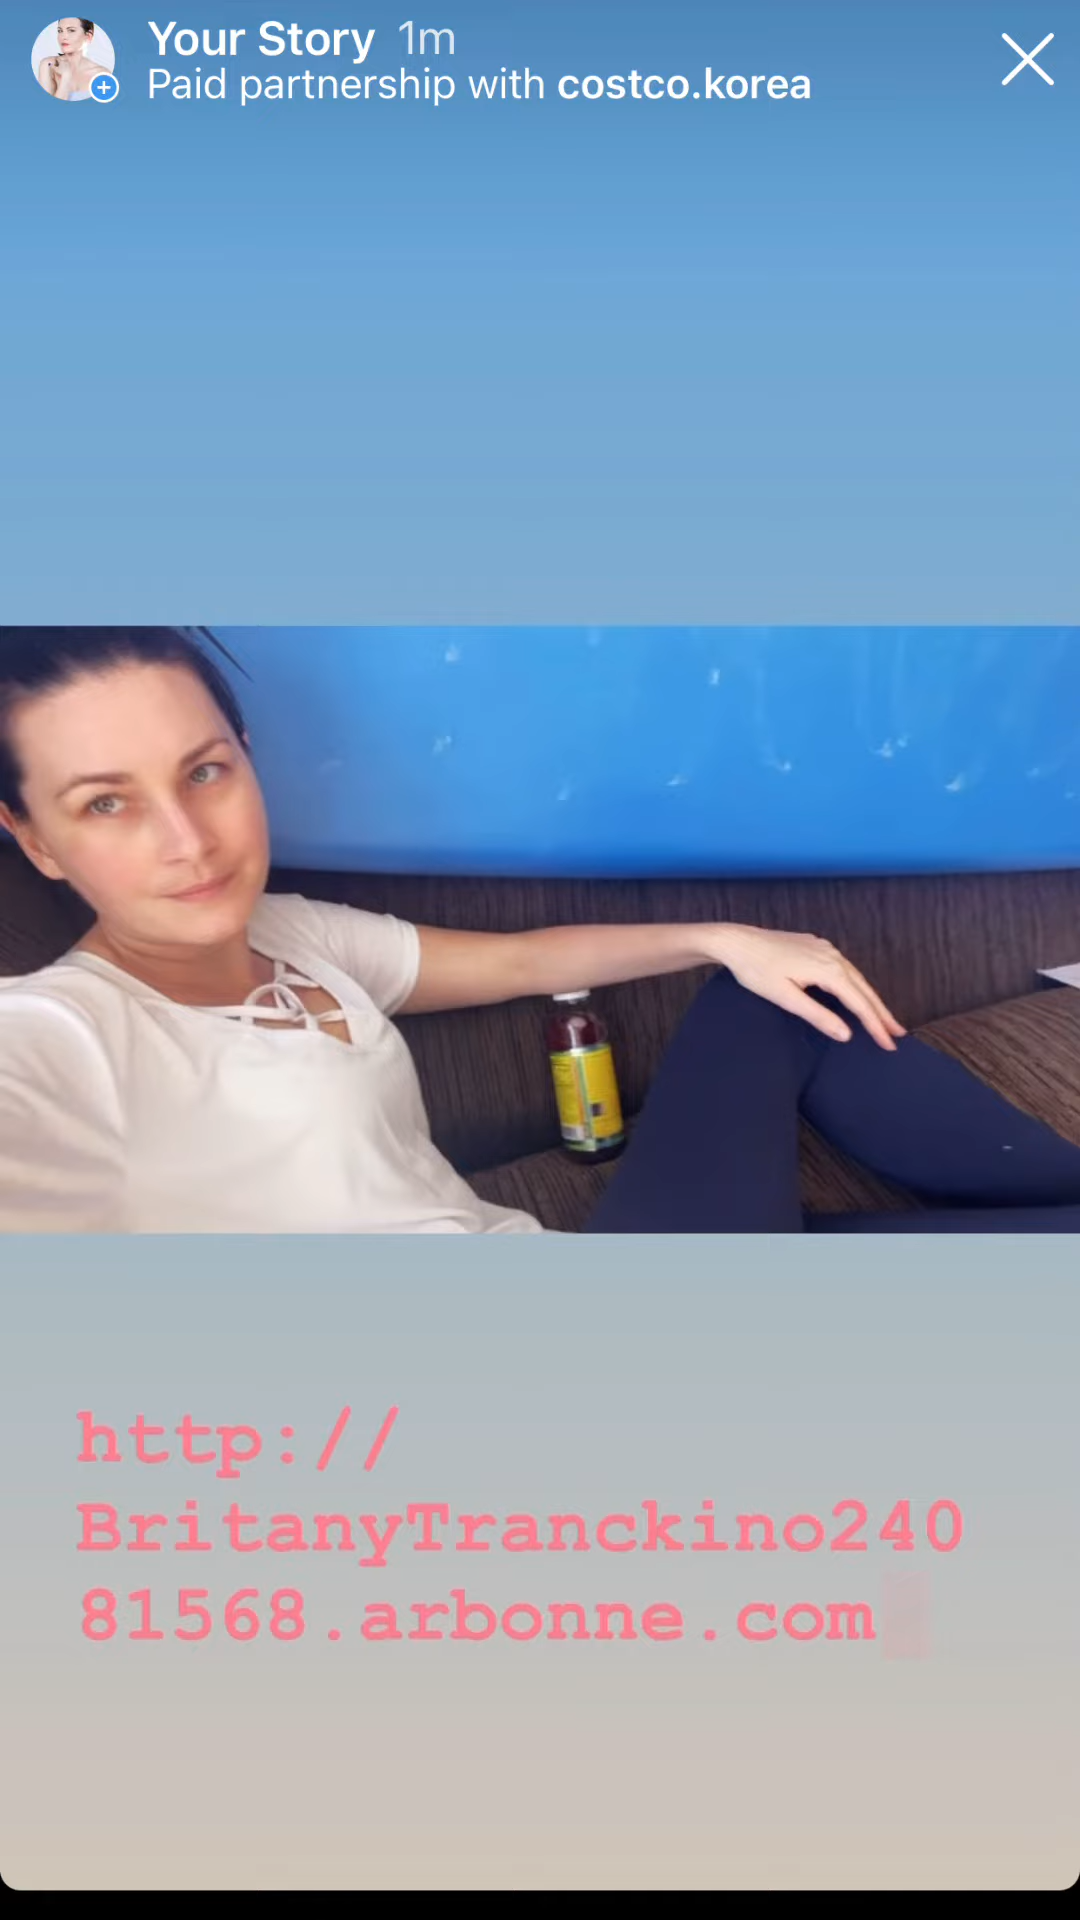 Your Story 1m
Paid partnership with costco.korea
http://
BritanyTranckino240
81568.arbonne.com